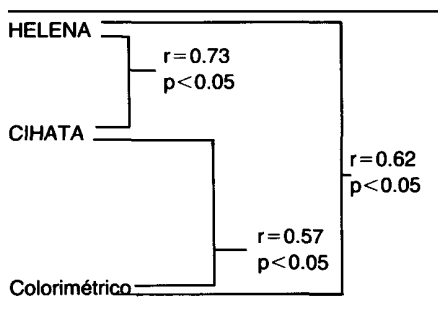 HELENA
r=0.73
p<0.05
CIHATA
r=0.62
p<0.05
r=0.57
p<0.05
Colorimétrico